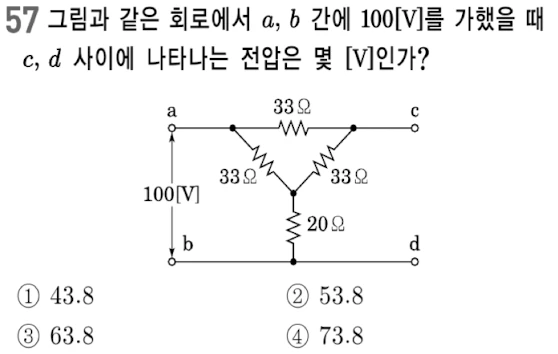 57 그림과 같은 회로에서 a, b 간에 100[V]를 가했을 때
c, d 사이에 나타나는 전압은 몇 [V]인가?
33Ω
a
c
33Ω
33Ω
100[V]
20Ω
b
d
① 43.8
② 53.8
③ 63.8
④ 73.8